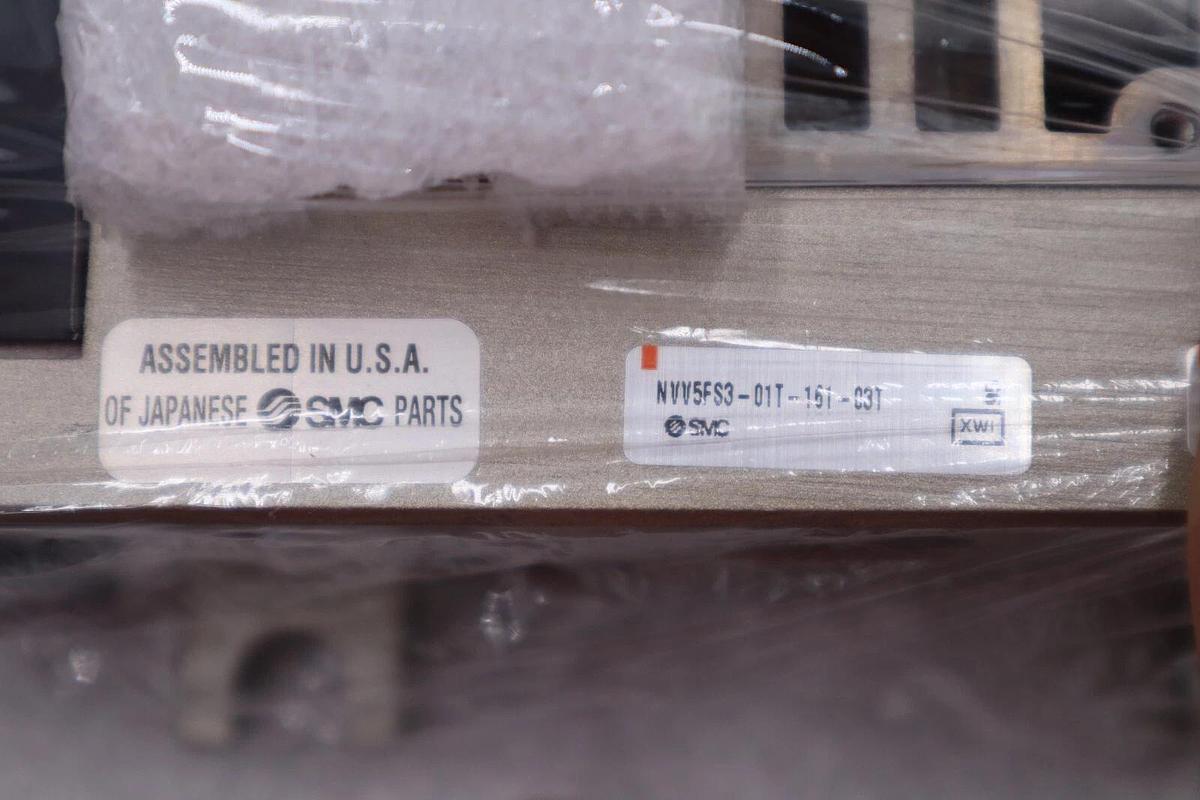 ASSEMBLED IN U.S.A.
OF JAPANESE SMC PARTS
NVV5FS3-01T-161-03T
SMC
XWI